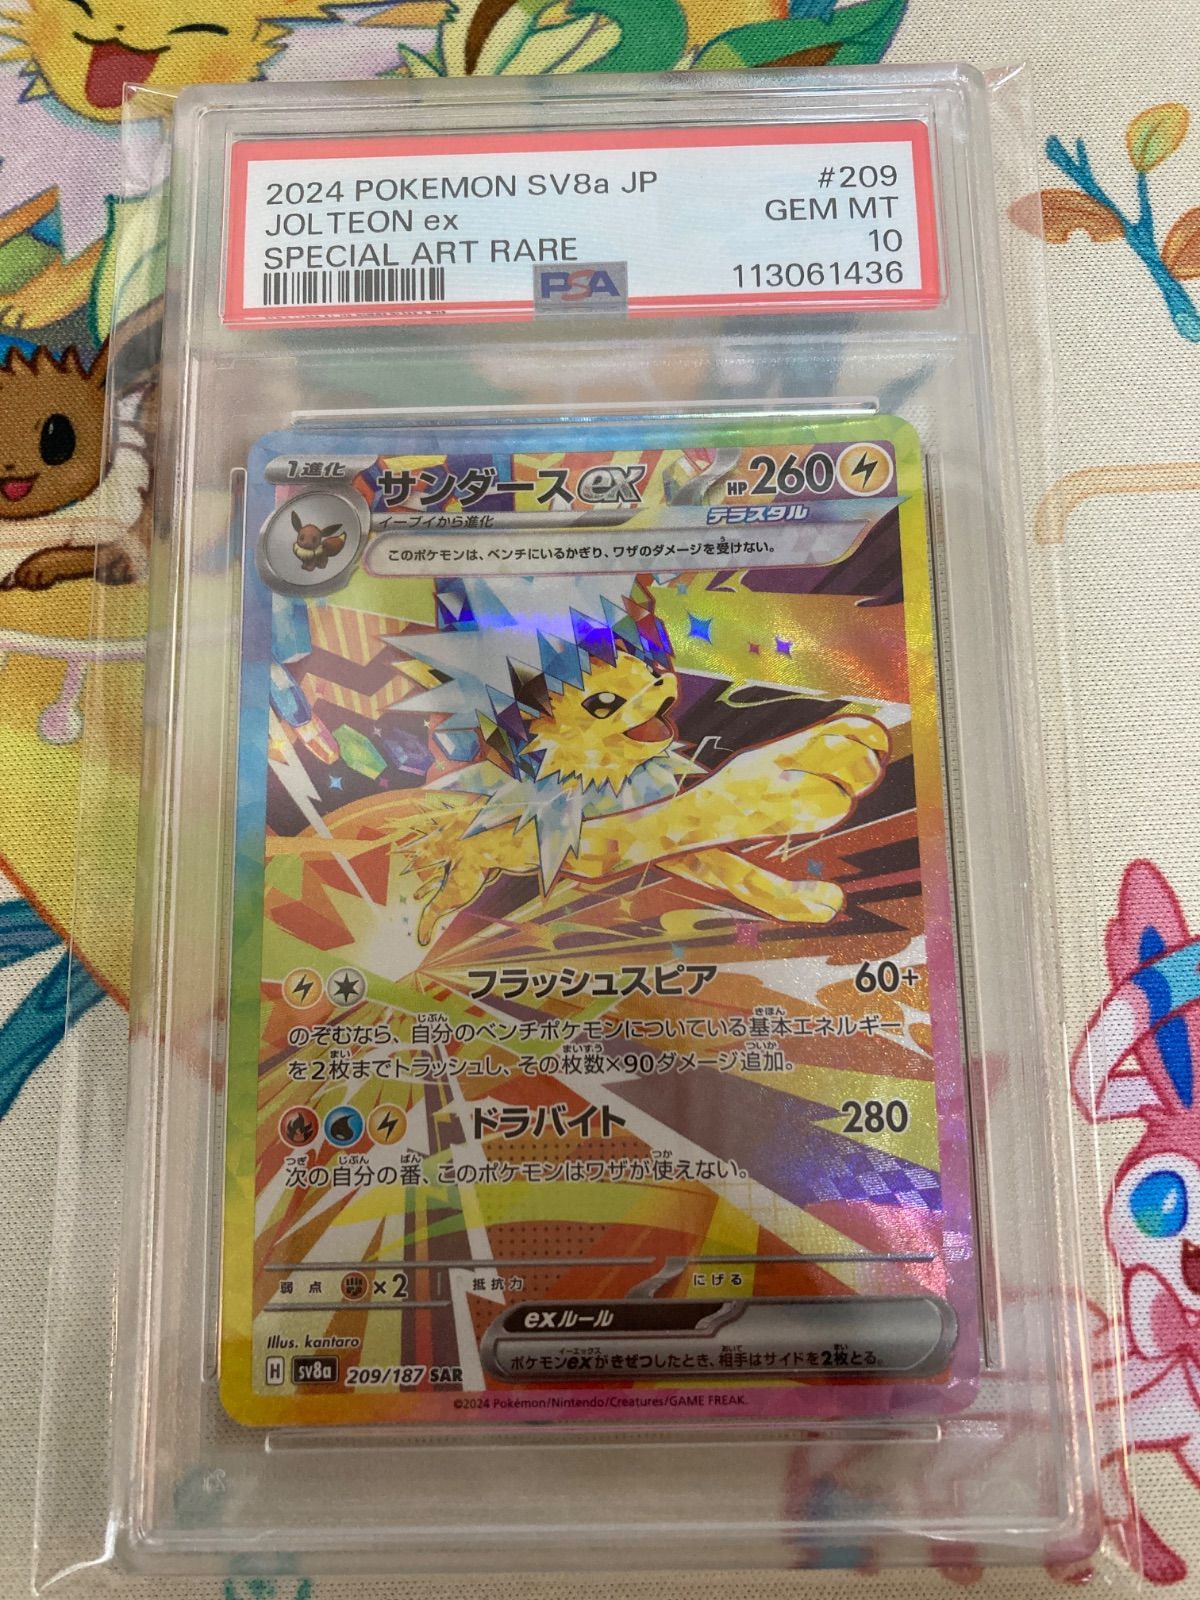 2024 POKEMON SV8a JP #209
JOLTEON ex GEM MT
SPECIAL ART RARE 10
PSA 113061436
1進化 サンダースex HP260
イーブイから進化 テラスタル
このポケモンは、ベンチにいるかぎり、ワザのダメージを受けない。
フラッシュスピア 60+
のぞむなら、自分のベンチポケモンについている基本エネルギー
を2枚までトラッシュし、その枚数×90ダメージ追加。
ドラバイト 280
次の自分の番、このポケモンはワザが使えない。
弱点 ×2 抵抗力 にげる
exルール
ポケモンexがきぜつしたとき、相手はサイドを2枚とる。
Illus. kantaro
H SV8a 209/187 SAR
©2024 Pokémon/Nintendo/Creatures/GAME FREAK.